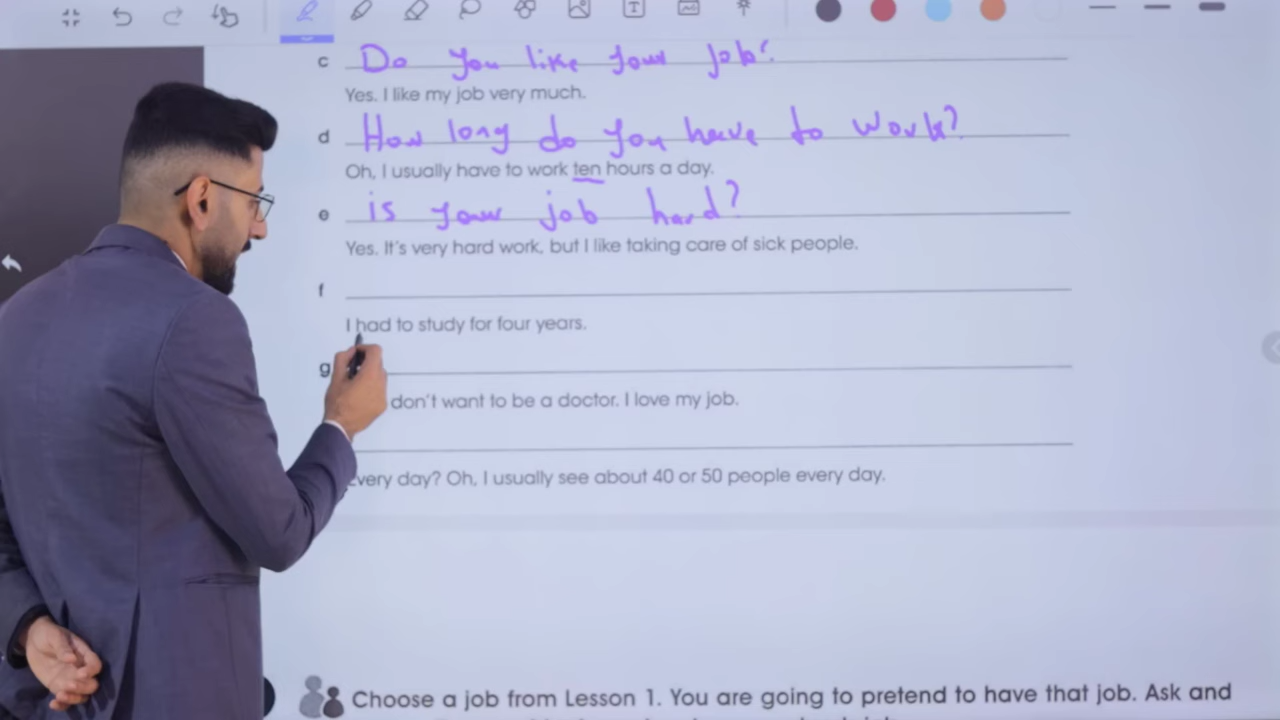 c Do you like your job?
Yes. I like my job very much.
d How long do you have to work?
Oh, I usually have to work ten hours a day.
e is your job hard?
Yes. It's very hard work, but I like taking care of sick people.
f
I had to study for four years.
g
don't want to be a doctor. I love my job.
very day? Oh, I usually see about 40 or 50 people every day.
Choose a job from Lesson 1. You are going to pretend to have that job. Ask and